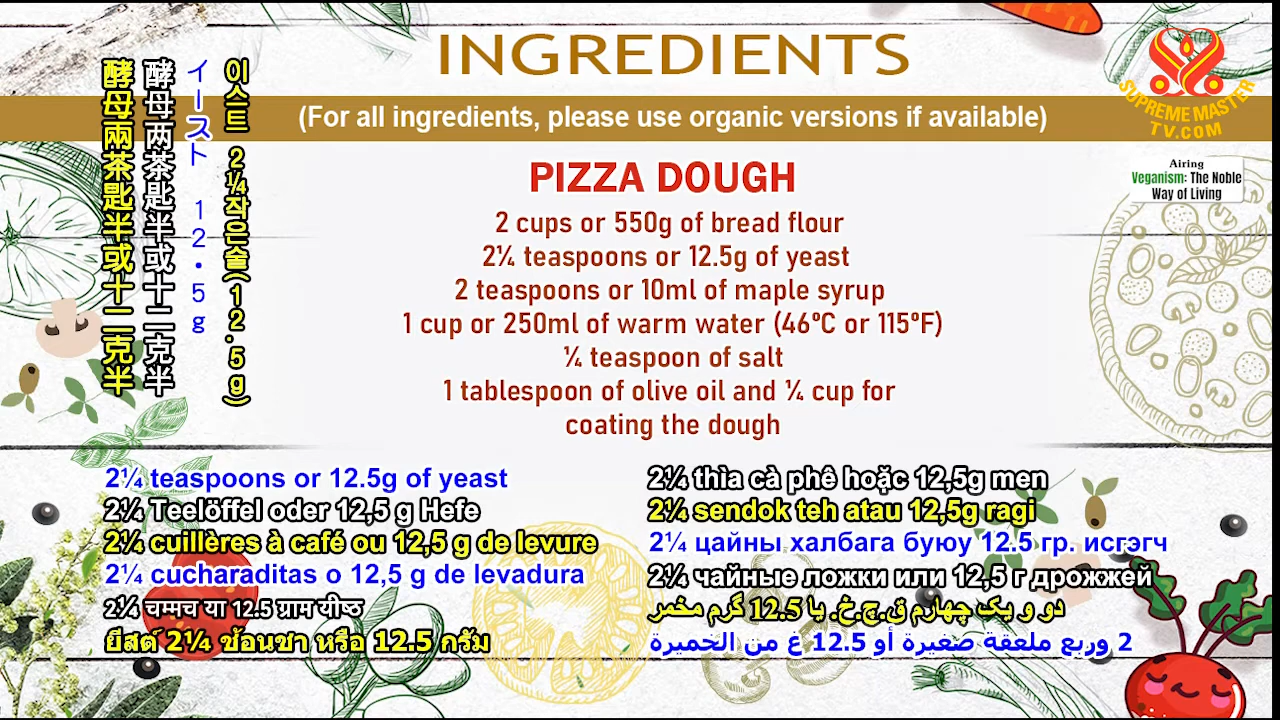 INGREDIENTS
(For all ingredients, please use organic versions if available)
SUPREME MASTER
TV.COM
Airing
Veganism: The Noble
Way of Living
PIZZA DOUGH
2 cups or 550g of bread flour
2¼ teaspoons or 12.5g of yeast
2 teaspoons or 10ml of maple syrup
1 cup or 250ml of warm water (46ºC or 115ºF)
¼ teaspoon of salt
1 tablespoon of olive oil and ¼ cup for
coating the dough
이스트 2¼작은술(12.5g)
イースト 12・5g
酵母两茶匙半或十二克半
酵母兩茶匙半或十二克半
2¼ teaspoons or 12.5g of yeast
2¼ Teelöffel oder 12,5 g Hefe
2¼ cuillères à café ou 12,5 g de levure
2¼ cucharaditas o 12,5 g de levadura
2¼ चम्मच या 12.5 ग्राम यीष्ठ
ยีสต์ 2¼ ช้อนชา หรือ 12.5 กรัม
2¼ thìa cà phê hoặc 12,5g men
2¼ sendok teh atau 12,5g ragi
2¼ цайны халбага буюу 12.5 гр. исгэгч
2¼ чайные ложки или 12,5 г дрожжей
دو و یک چهارم ق.چ.خ. یا 12.5 گرم مخمر
2 وربع ملعقة صغيرة أو 12.5 غ من الخميرة